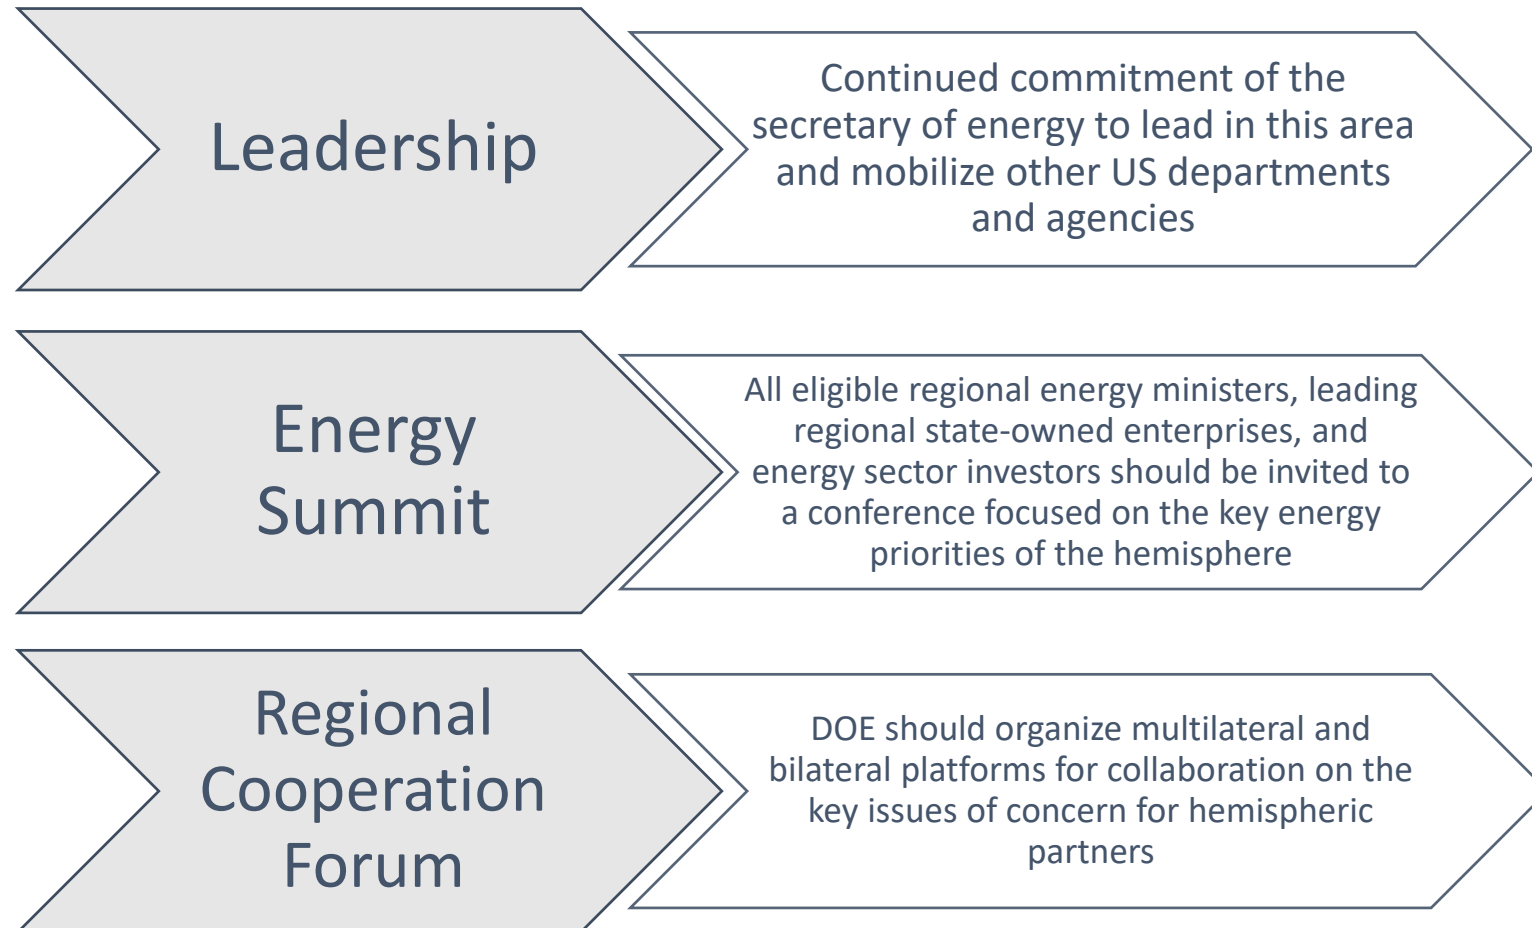 Leadership
Continued commitment of the
secretary of energy to lead in this area
and mobilize other US departments
and agencies
Energy
Summit
All eligible regional energy ministers, leading
regional state-owned enterprises, and
energy sector investors should be invited to
a conference focused on the key energy
priorities of the hemisphere
Regional
Cooperation
Forum
DOE should organize multilateral and
bilateral platforms for collaboration on the
key issues of concern for hemispheric
partners